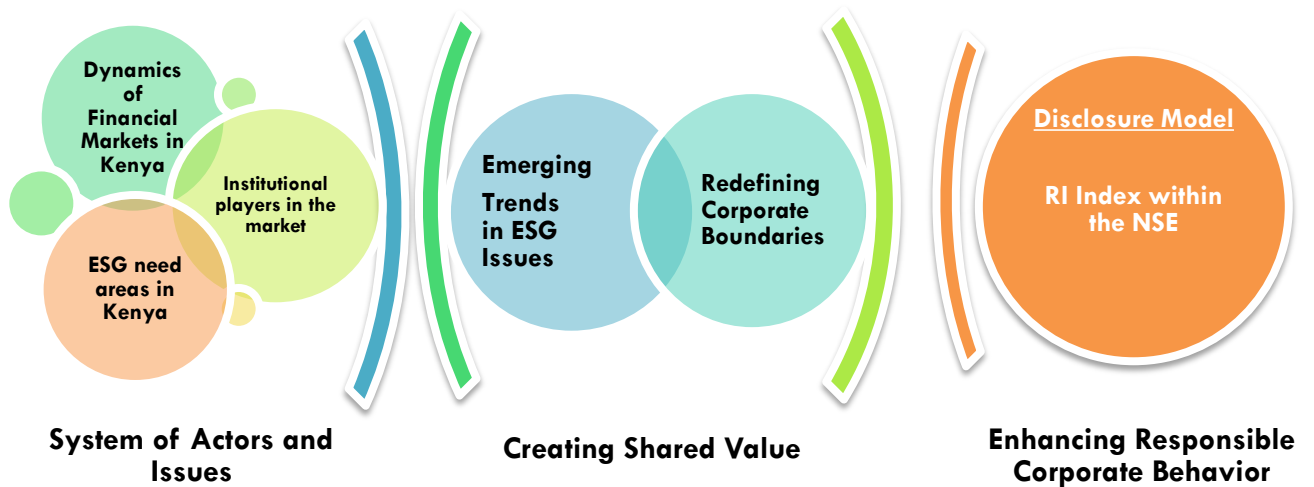 Dynamics
of
Financial
Markets in
Kenya
Institutional
players in the
market
ESG need
areas in
Kenya
System of Actors and
Issues
Emerging
Trends
in ESG
Issues
Redefining
Corporate
Boundaries
Creating Shared Value
Disclosure Model
RI Index within
the NSE
Enhancing Responsible
Corporate Behavior